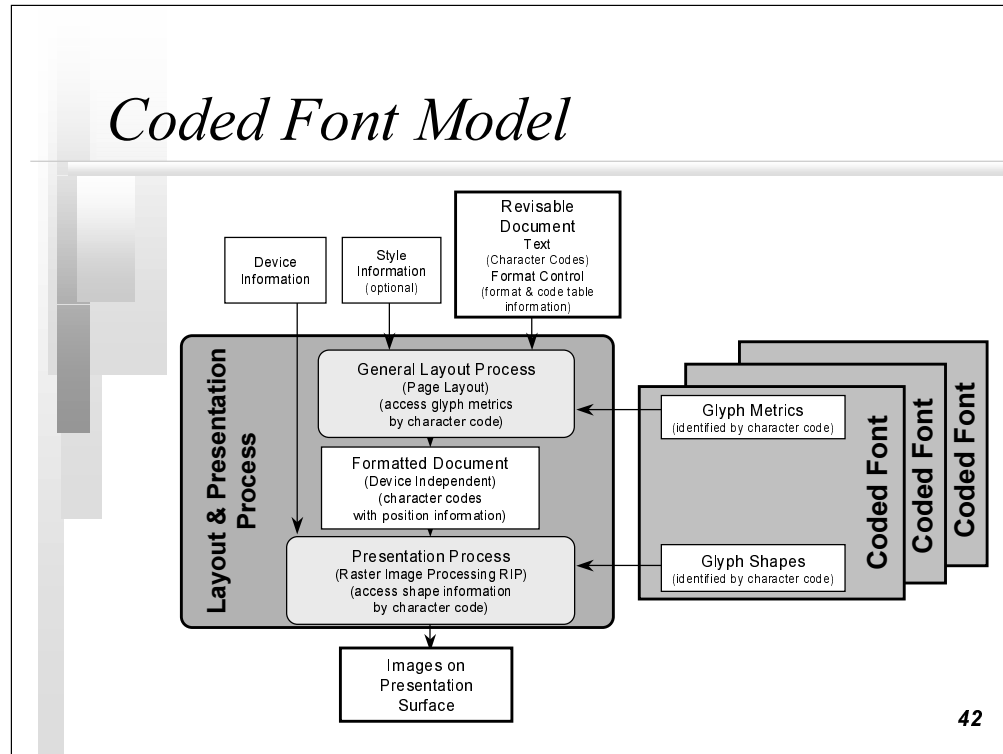 Coded Font Model
Revisable
Document
Text
(Character Codes)
Format Control
(format & code table
information)
Device
Information
Style
Information
(optional)
Layout & Presentation
Process
General Layout Process
(Page Layout)
(access glyph metrics
by character code)
Formatted Document
(Device Independent)
(character codes
with position information)
Presentation Process
(Raster Image Processing RIP)
(access shape information
by character code)
Images on
Presentation
Surface
Glyph Metrics
(identified by character code)
Glyph Shapes
(identified by character code)
Coded Font
Coded Font
Coded Font
42